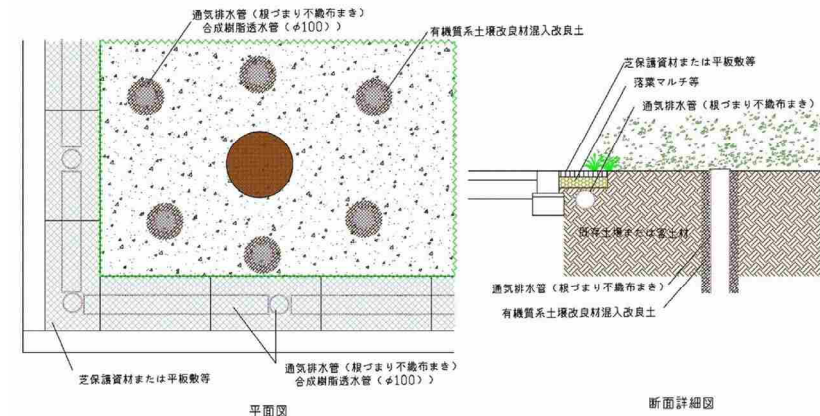 通気排水管（根づまり不織布まき）
合成樹脂透水管（φ100））
有機質系土壌改良材混入改良土
芝保護資材または平板敷等
通気排水管（根づまり不織布まき）
合成樹脂透水管（φ100））
平面図
芝保護資材または平板敷等
落葉マルチ等
通気排水管（根づまり不織布まき）
既存土壌または客土材
通気排水管（根づまり不織布まき）
有機質系土壌改良材混入改良土
断面詳細図